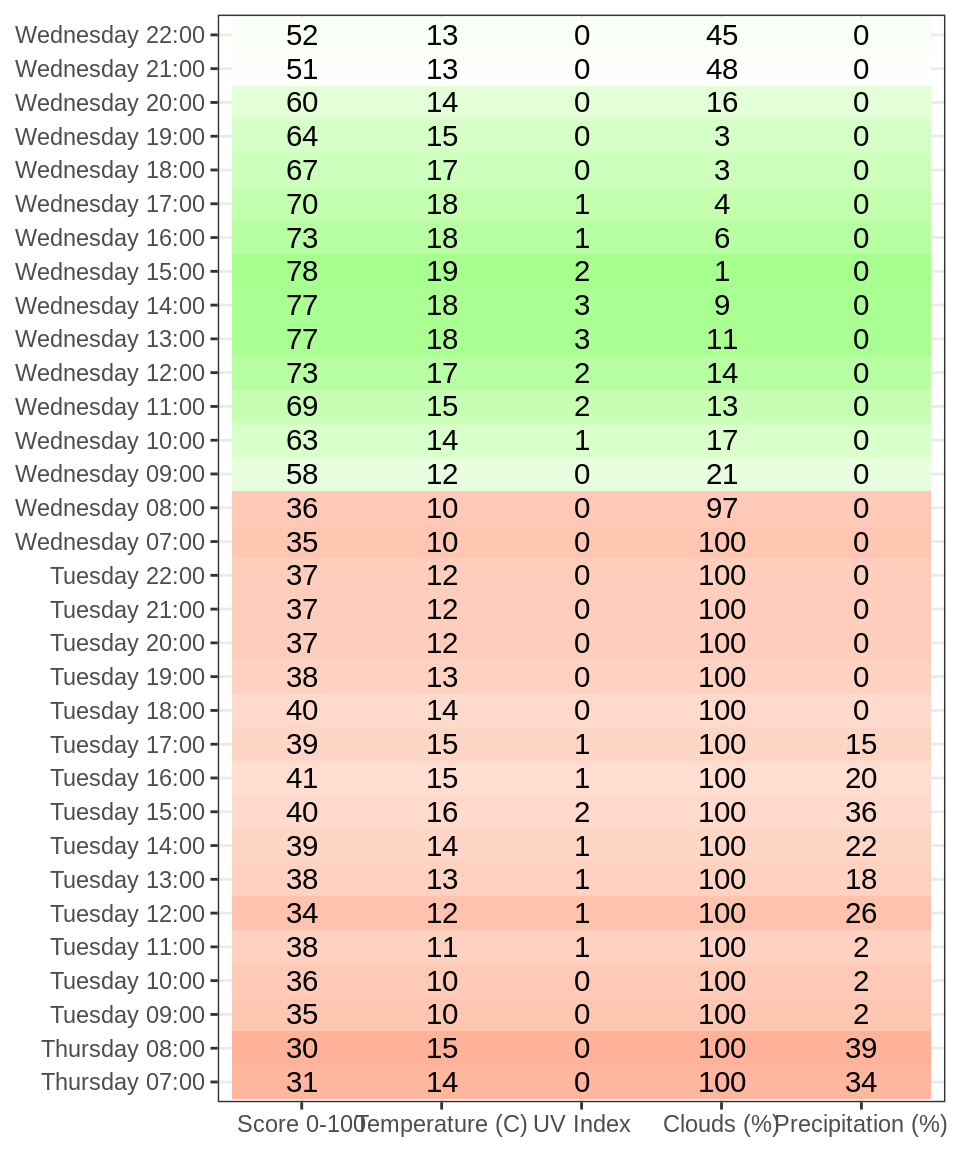 Wednesday 22:00 52 13 0 45 0
Wednesday 21:00 51 13 0 48 0
Wednesday 20:00 60 14 0 16 0
Wednesday 19:00 64 15 0 3 0
Wednesday 18:00 67 17 0 3 0
Wednesday 17:00 70 18 1 4 0
Wednesday 16:00 73 18 1 6 0
Wednesday 15:00 78 19 2 1 0
Wednesday 14:00 77 18 3 9 0
Wednesday 13:00 77 18 3 11 0
Wednesday 12:00 73 17 2 14 0
Wednesday 11:00 69 15 2 13 0
Wednesday 10:00 63 14 1 17 0
Wednesday 09:00 58 12 0 21 0
Wednesday 08:00 36 10 0 97 0
Wednesday 07:00 35 10 0 100 0
Tuesday 22:00 37 12 0 100 0
Tuesday 21:00 37 12 0 100 0
Tuesday 20:00 37 12 0 100 0
Tuesday 19:00 38 13 0 100 0
Tuesday 18:00 40 14 0 100 0
Tuesday 17:00 39 15 1 100 15
Tuesday 16:00 41 15 1 100 20
Tuesday 15:00 40 16 2 100 36
Tuesday 14:00 39 14 1 100 22
Tuesday 13:00 38 13 1 100 18
Tuesday 12:00 34 12 1 100 26
Tuesday 11:00 38 11 1 100 2
Tuesday 10:00 36 10 0 100 2
Tuesday 09:00 35 10 0 100 2
Thursday 08:00 30 15 0 100 39
Thursday 07:00 31 14 0 100 34
Score 0-100 Temperature (C) UV Index Clouds (%) Precipitation (%)